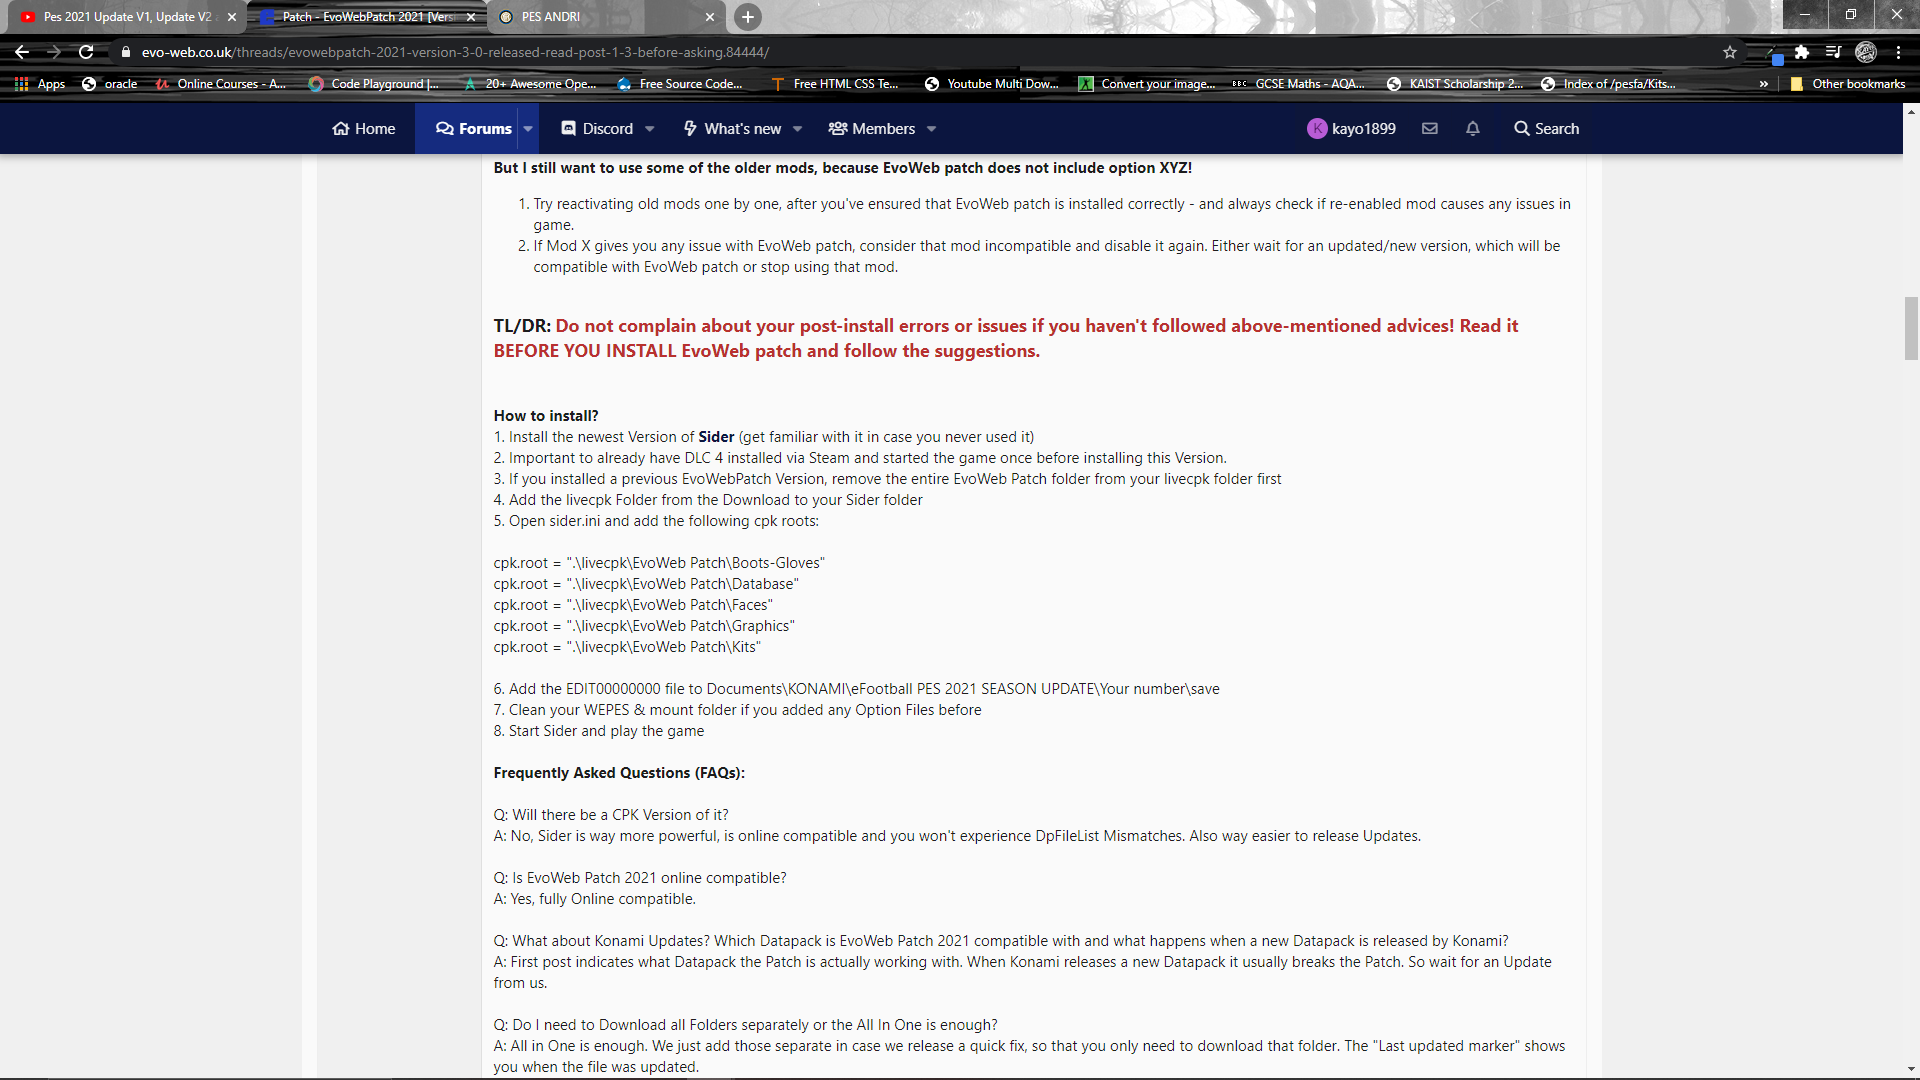 Pes 2021 Update V1, Update V2
Patch - EvoWebPatch 2021 [Vers
PES ANDRI
evo-web.co.uk/threads/evowebpatch-2021-version-3-0-released-read-post-1-3-before-asking.84444/
Apps
oracle
Online Courses - A...
Code Playground |...
20+ Awesome Ope...
Free Source Code...
Free HTML CSS Te...
Youtube Multi Dow...
Convert your image...
BBC GCSE Maths - AQA...
KAIST Scholarship 2...
Index of /pesfa/Kits...
»
Other bookmarks
Home
Forums
Discord
What's new
Members
K kayo1899
Search
But I still want to use some of the older mods, because EvoWeb patch does not include option XYZ!
1. Try reactivating old mods one by one, after you've ensured that EvoWeb patch is installed correctly - and always check if re-enabled mod causes any issues in
game.
2. If Mod X gives you any issue with EvoWeb patch, consider that mod incompatible and disable it again. Either wait for an updated/new version, which will be
compatible with EvoWeb patch or stop using that mod.
TL/DR: Do not complain about your post-install errors or issues if you haven't followed above-mentioned advices! Read it
BEFORE YOU INSTALL EvoWeb patch and follow the suggestions.
How to install?
1. Install the newest Version of Sider (get familiar with it in case you never used it)
2. Important to already have DLC 4 installed via Steam and started the game once before installing this Version.
3. If you installed a previous EvoWebPatch Version, remove the entire EvoWeb Patch folder from your livecpk folder first
4. Add the livecpk Folder from the Download to your Sider folder
5. Open sider.ini and add the following cpk roots:
cpk.root = ".\livecpk\EvoWeb Patch\Boots-Gloves"
cpk.root = ".\livecpk\EvoWeb Patch\Database"
cpk.root = ".\livecpk\EvoWeb Patch\Faces"
cpk.root = ".\livecpk\EvoWeb Patch\Graphics"
cpk.root = ".\livecpk\EvoWeb Patch\Kits"
6. Add the EDIT00000000 file to Documents\KONAMI\eFootball PES 2021 SEASON UPDATE\Your number\save
7. Clean your WEPES & mount folder if you added any Option Files before
8. Start Sider and play the game
Frequently Asked Questions (FAQs):
Q: Will there be a CPK Version of it?
A: No, Sider is way more powerful, is online compatible and you won't experience DpFileList Mismatches. Also way easier to release Updates.
Q: Is EvoWeb Patch 2021 online compatible?
A: Yes, fully Online compatible.
Q: What about Konami Updates? Which Datapack is EvoWeb Patch 2021 compatible with and what happens when a new Datapack is released by Konami?
A: First post indicates what Datapack the Patch is actually working with. When Konami releases a new Datapack it usually breaks the Patch. So wait for an Update
from us.
Q: Do I need to Download all Folders separately or the All In One is enough?
A: All in One is enough. We just add those separate in case we release a quick fix, so that you only need to download that folder. The "Last updated marker" shows
you when the file was updated.